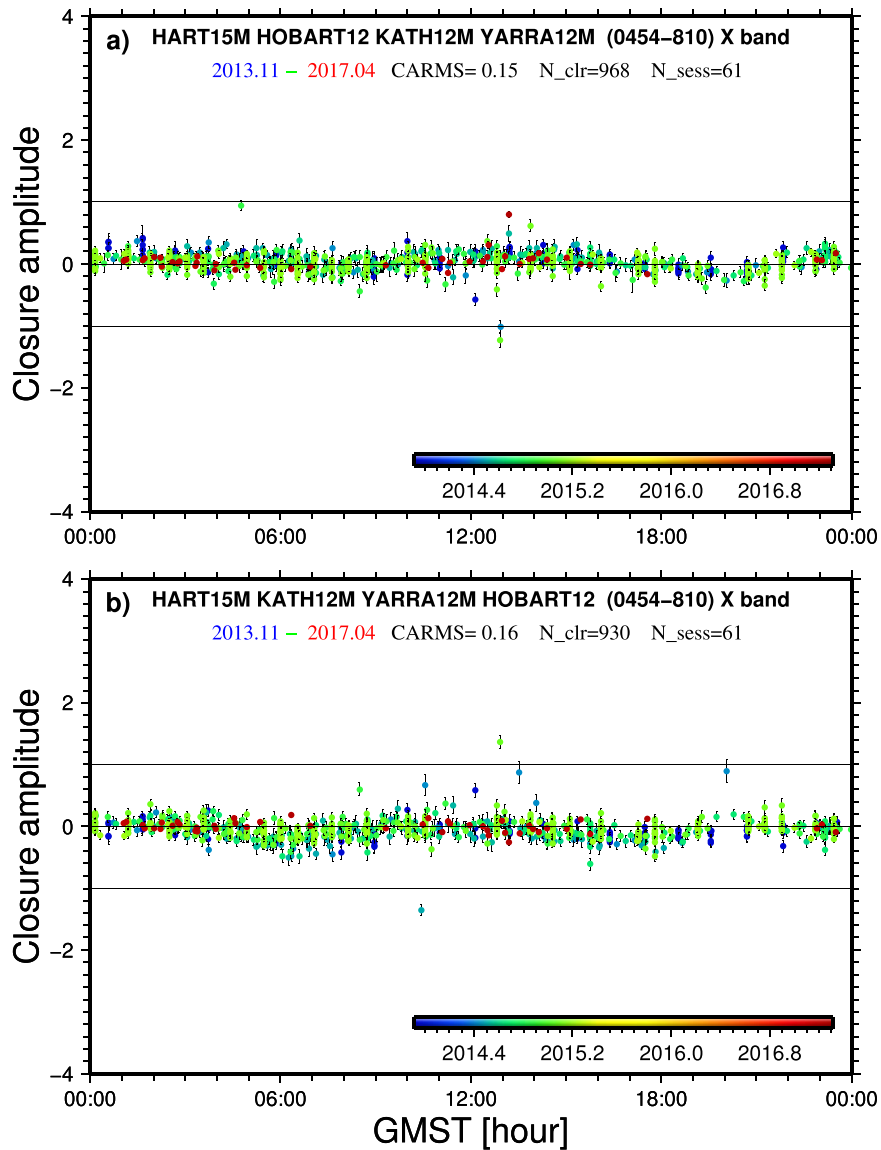 a) HART15M HOBART12 KATH12M YARRA12M (0454−810) X band
2013.11 − 2017.04 CARMS= 0.15 N_clr=968 N_sess=61
Closure amplitude
4
2
0
−2
−4
2014.4 2015.2 2016.0 2016.8
00:00 06:00 12:00 18:00 00:00
b) HART15M KATH12M YARRA12M HOBART12 (0454−810) X band
2013.11 − 2017.04 CARMS= 0.16 N_clr=930 N_sess=61
Closure amplitude
4
2
0
−2
−4
2014.4 2015.2 2016.0 2016.8
00:00 06:00 12:00 18:00 00:00
GMST [hour]